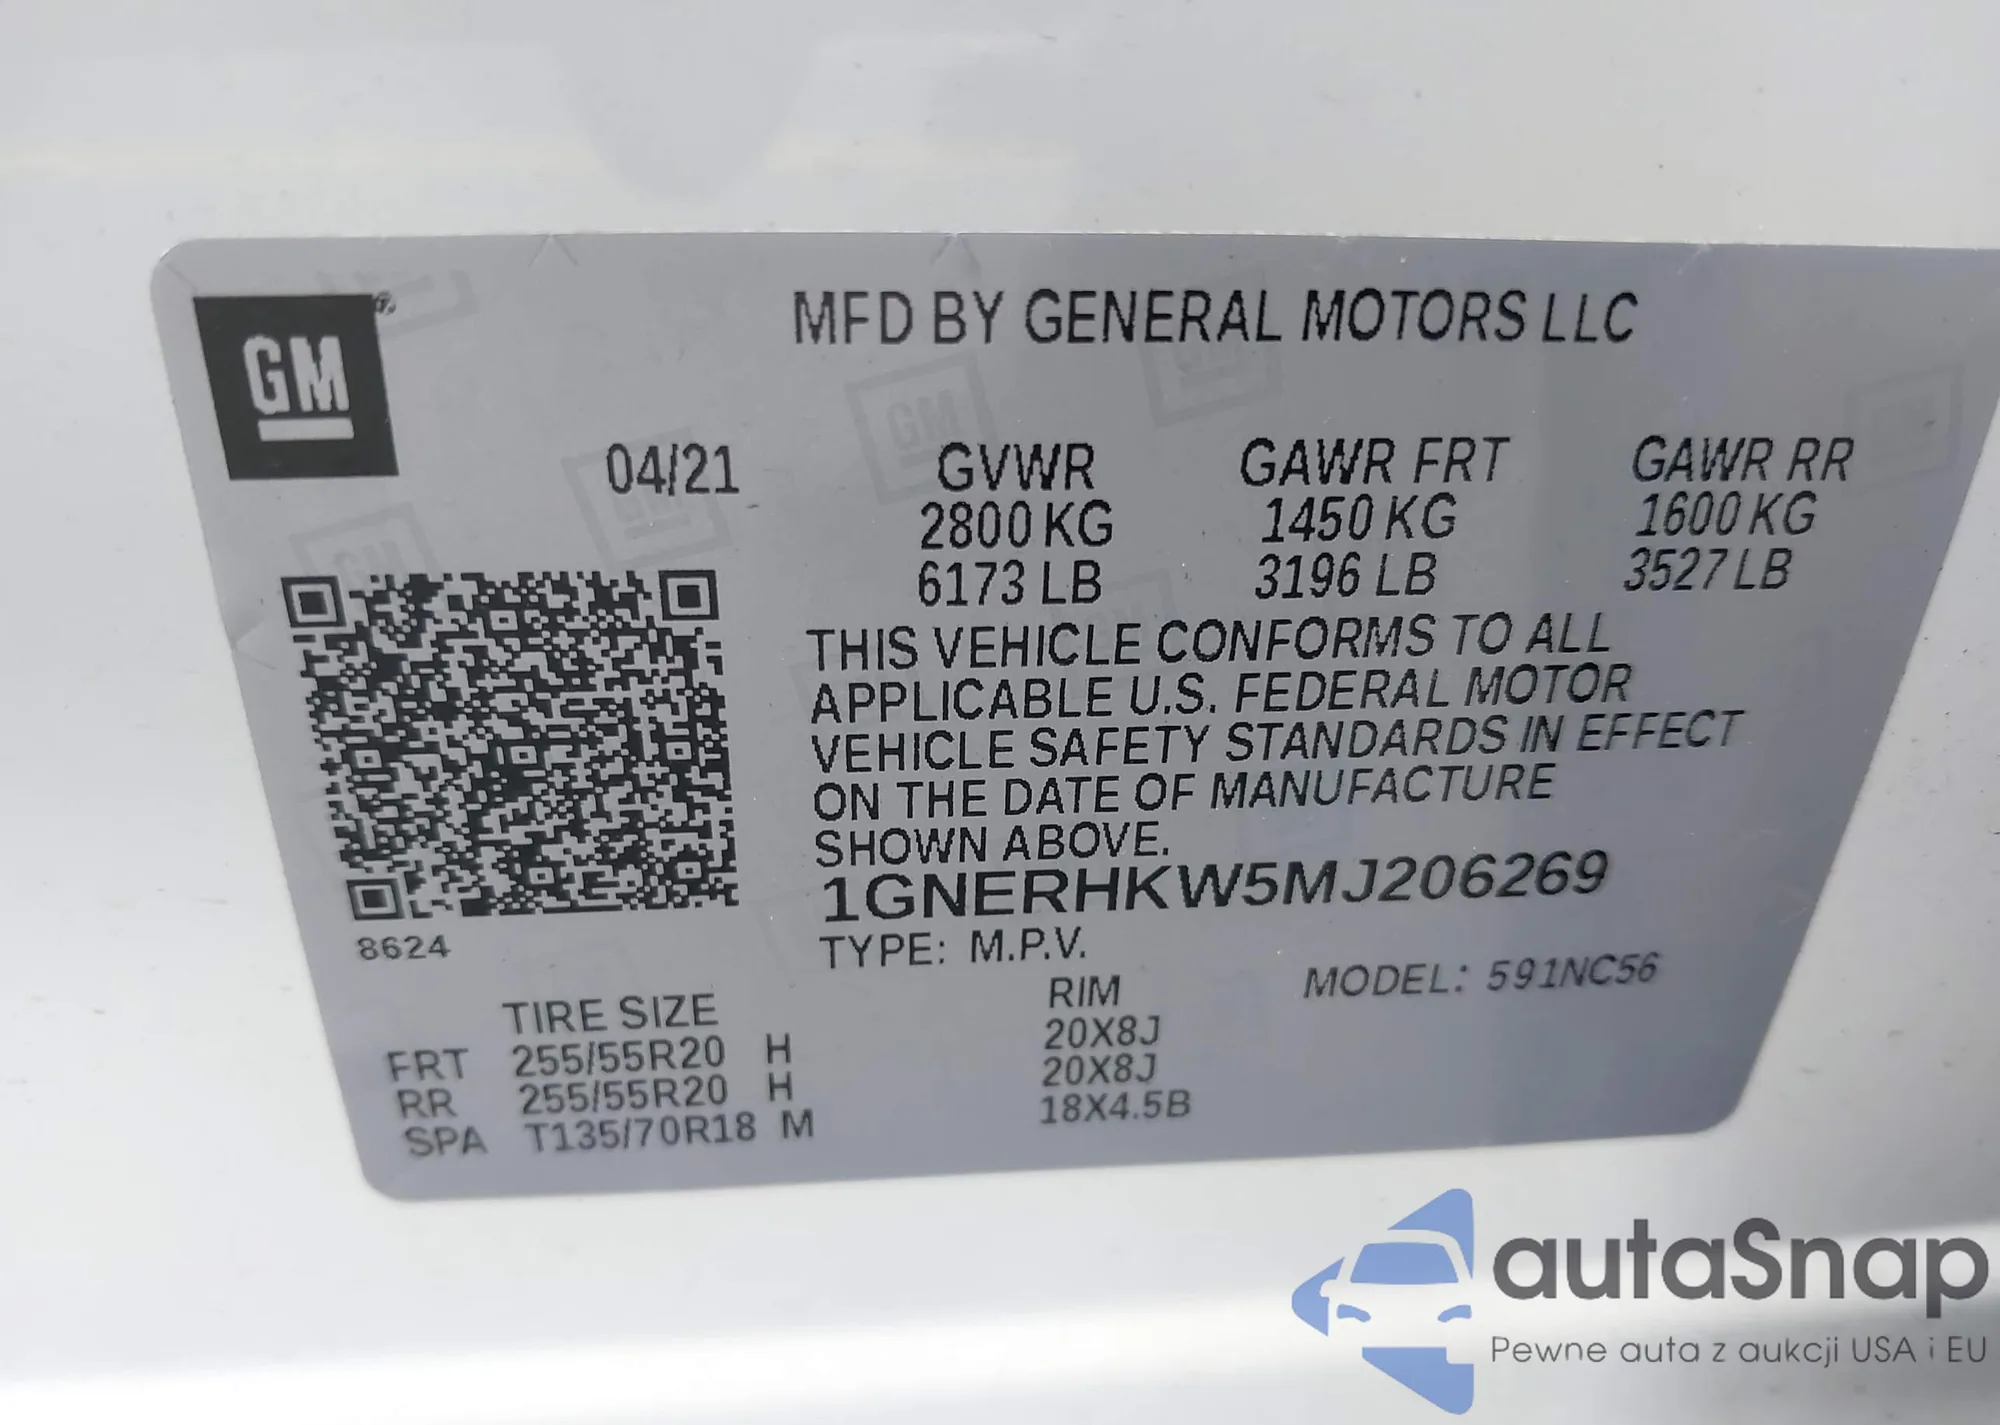 GM
MFD BY GENERAL MOTORS LLC
04/21
GVWR GAWR FRT GAWR RR
2800 KG 1450 KG 1600 KG
6173 LB 3196 LB 3527 LB
THIS VEHICLE CONFORMS TO ALL
APPLICABLE U.S. FEDERAL MOTOR
VEHICLE SAFETY STANDARDS IN EFFECT
ON THE DATE OF MANUFACTURE
SHOWN ABOVE.
1GNERHKW5MJ206269
8624
TYPE: M.P.V. MODEL: 591NC56
TIRE SIZE RIM
FRT 255/55R20 H 20X8J
RR 255/55R20 H 20X8J
SPA T135/70R18 M 18X4.5B
autaSnap
Pewne auta z aukcji USA i EU